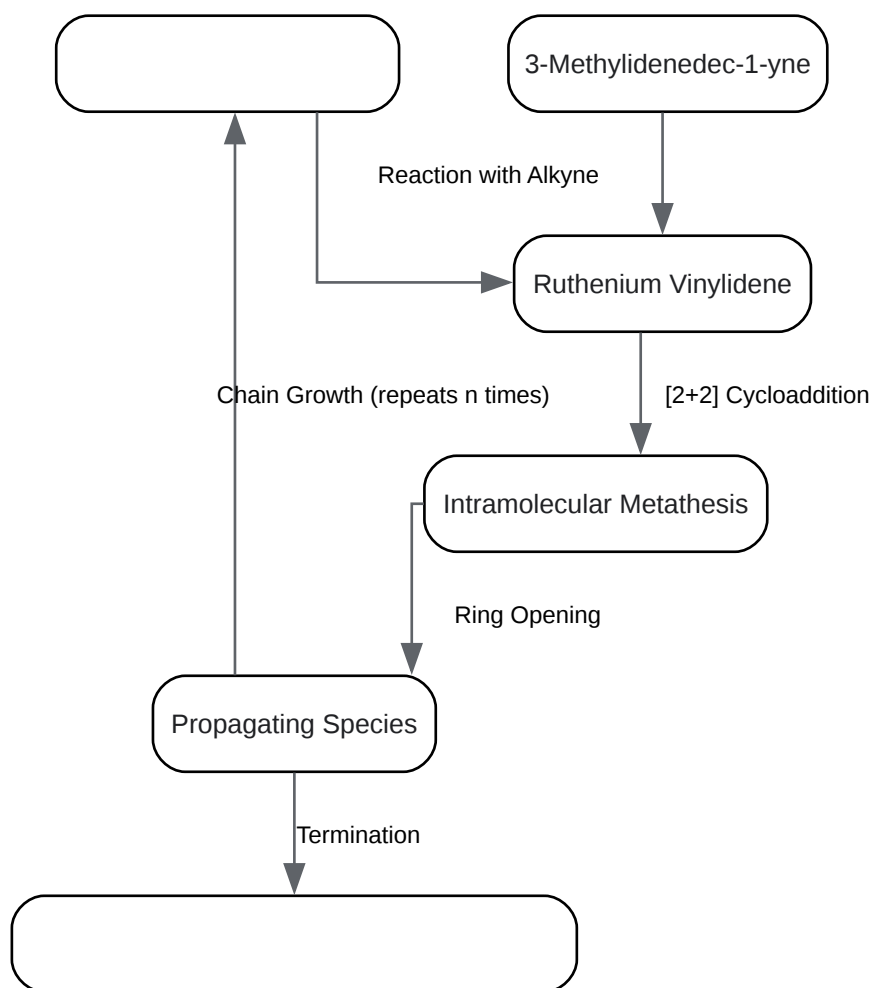 3-Methylidenedec-1-yne
Reaction with Alkyne
Ruthenium Vinylidene
Chain Growth (repeats n times)
[2+2] Cycloaddition
Intramolecular Metathesis
Ring Opening
Propagating Species
Termination